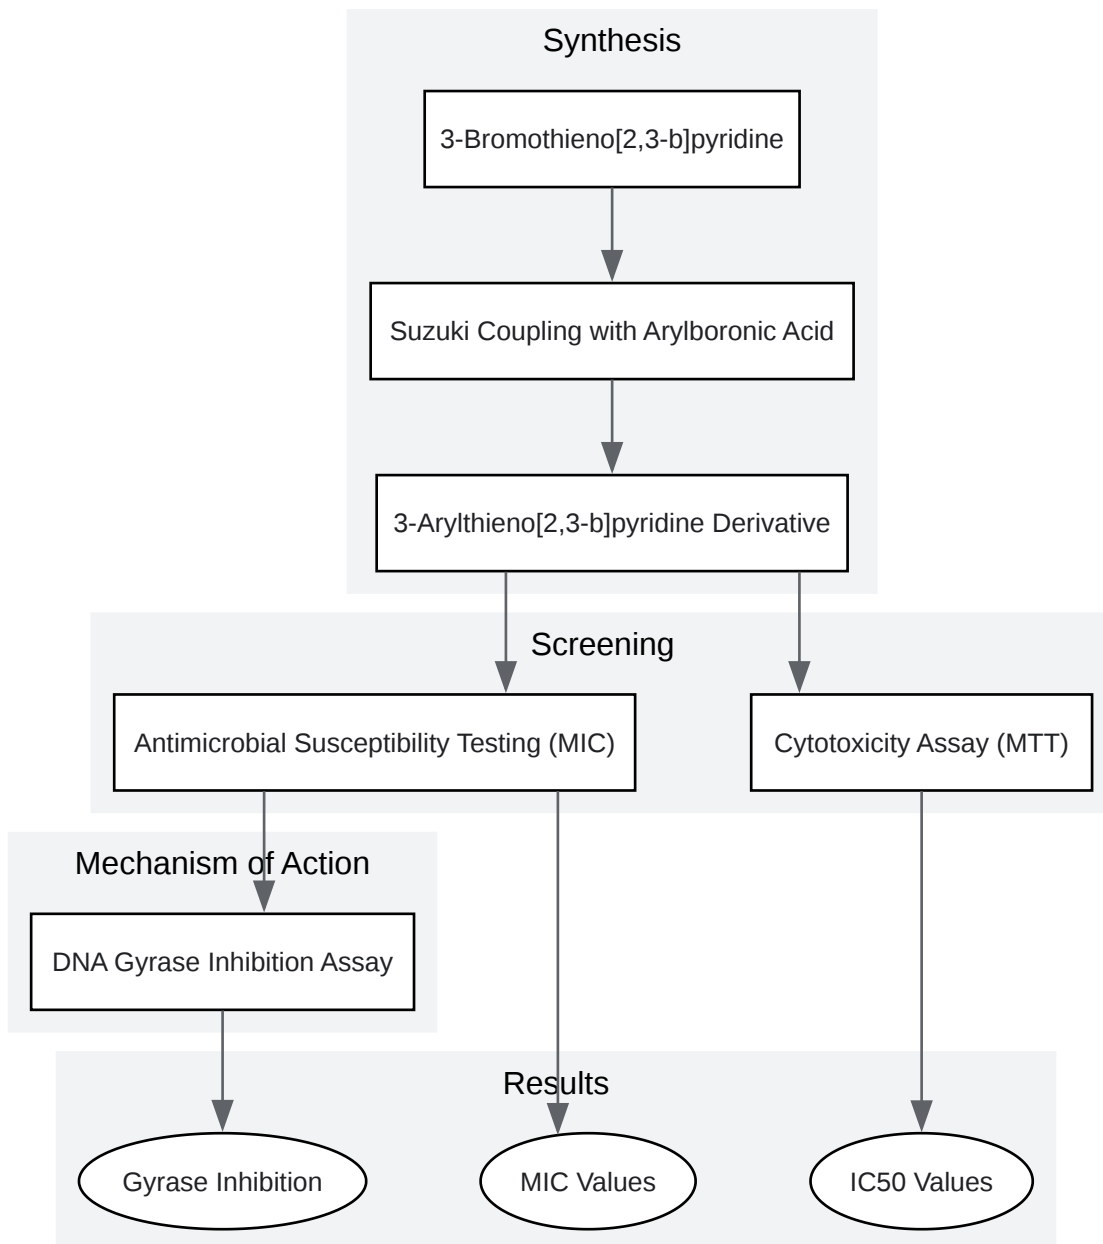 Synthesis
3-Bromothieno[2,3-b]pyridine
Suzuki Coupling with Arylboronic Acid
3-Arylthieno[2,3-b]pyridine Derivative
Screening
Antimicrobial Susceptibility Testing (MIC)
Cytotoxicity Assay (MTT)
Mechanism of Action
DNA Gyrase Inhibition Assay
Results
Gyrase Inhibition
MIC Values
IC50 Values